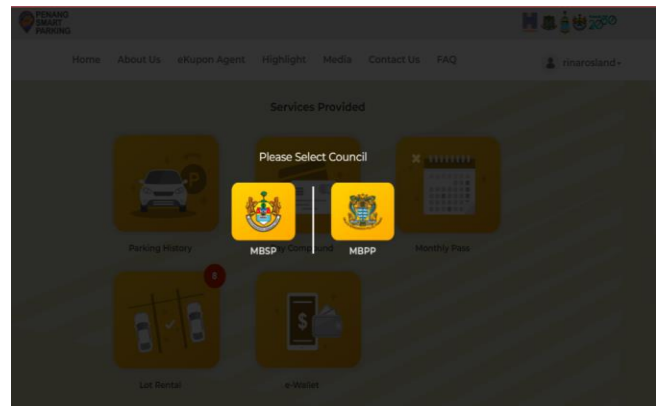 PENANG
SMART
PARKING
Home About Us eKupon Agent Highlight Media Contact Us FAQ rinarosland
Services Provided
Please Select Council
MBSP MBPP
Parking History Pay Compound Monthly Pass
Lot Rental e-Wallet